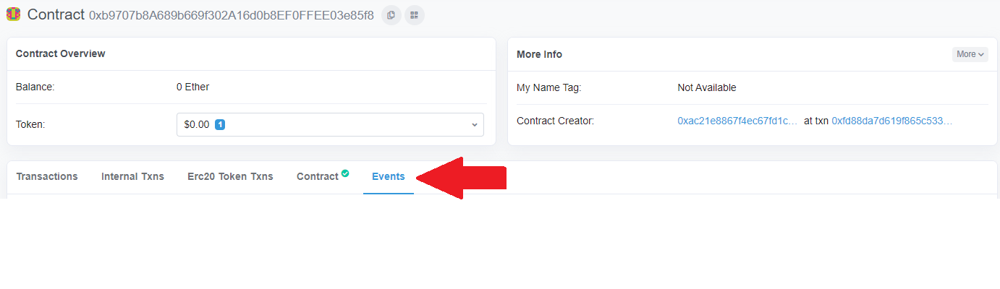 Contract 0xb9707b8A689b669f302A16d0b8EF0FFEE03e85f8
Contract Overview
Balance: 0 Ether
Token: $0.00 1
More Info More
My Name Tag: Not Available
Contract Creator: 0xac21e8867f4ec67fd1c... at txn 0xfd88da7d619f865c533...
Transactions Internal Txns Erc20 Token Txns Contract Events